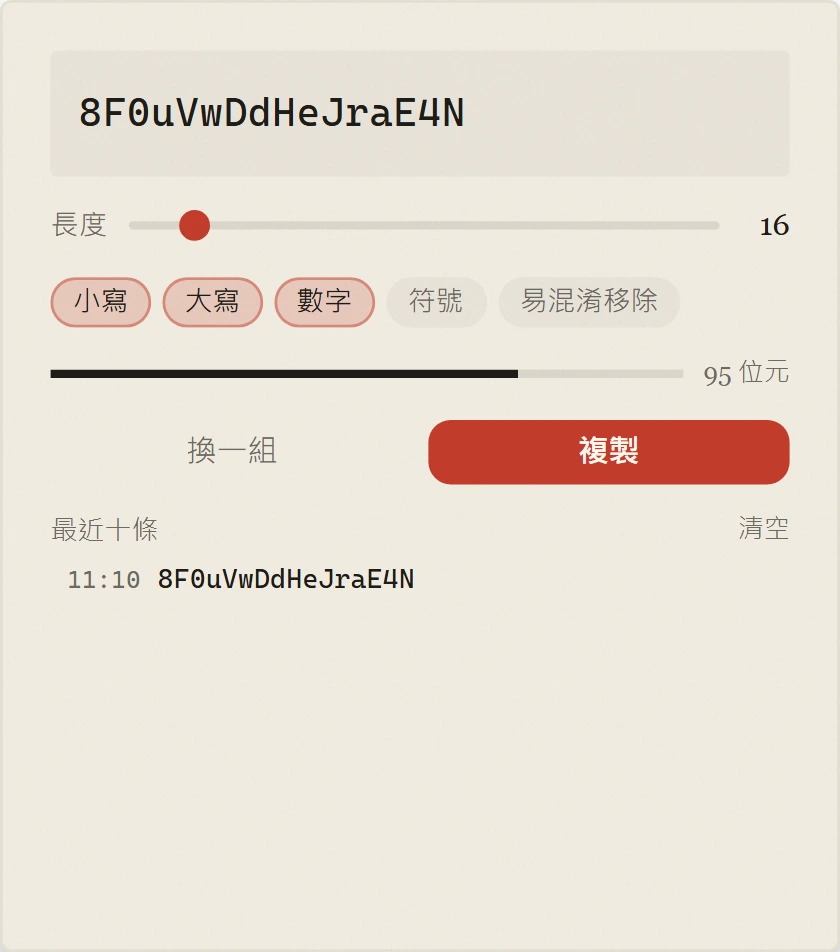 8F0uVwDdHeJraE4N
長度 16
小寫 大寫 數字 符號 易混淆移除
95 位元
換一組 複製
最近十條 清空
11:10 8F0uVwDdHeJraE4N